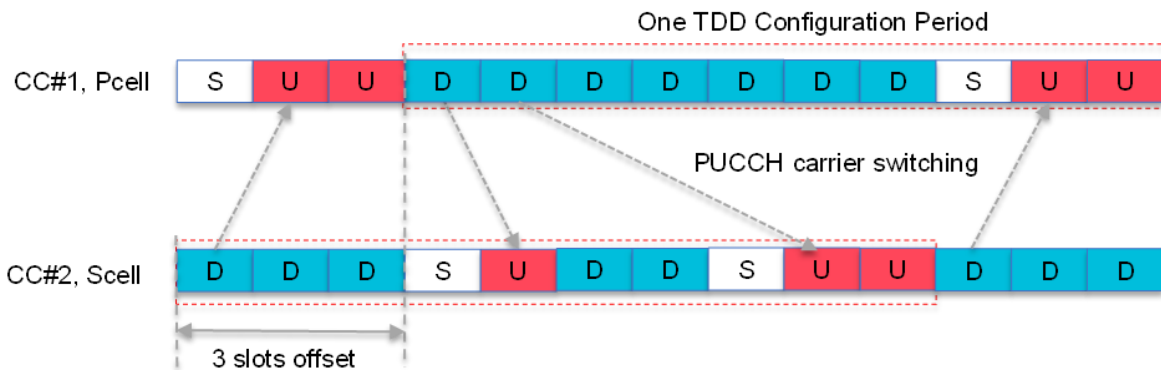 One TDD Configuration Period
CC#1, Pcell S U U D D D D D D D S U U
PUCCH carrier switching
CC#2, Scell D D D S U D D S U U D D D
3 slots offset